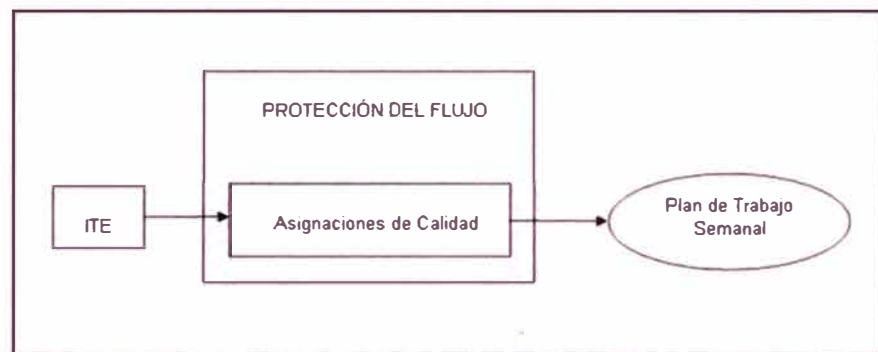 PROTECCIÓN DEL FLUJO
ITE
Asignaciones de Calidad
Plan de Trabajo
Semanal